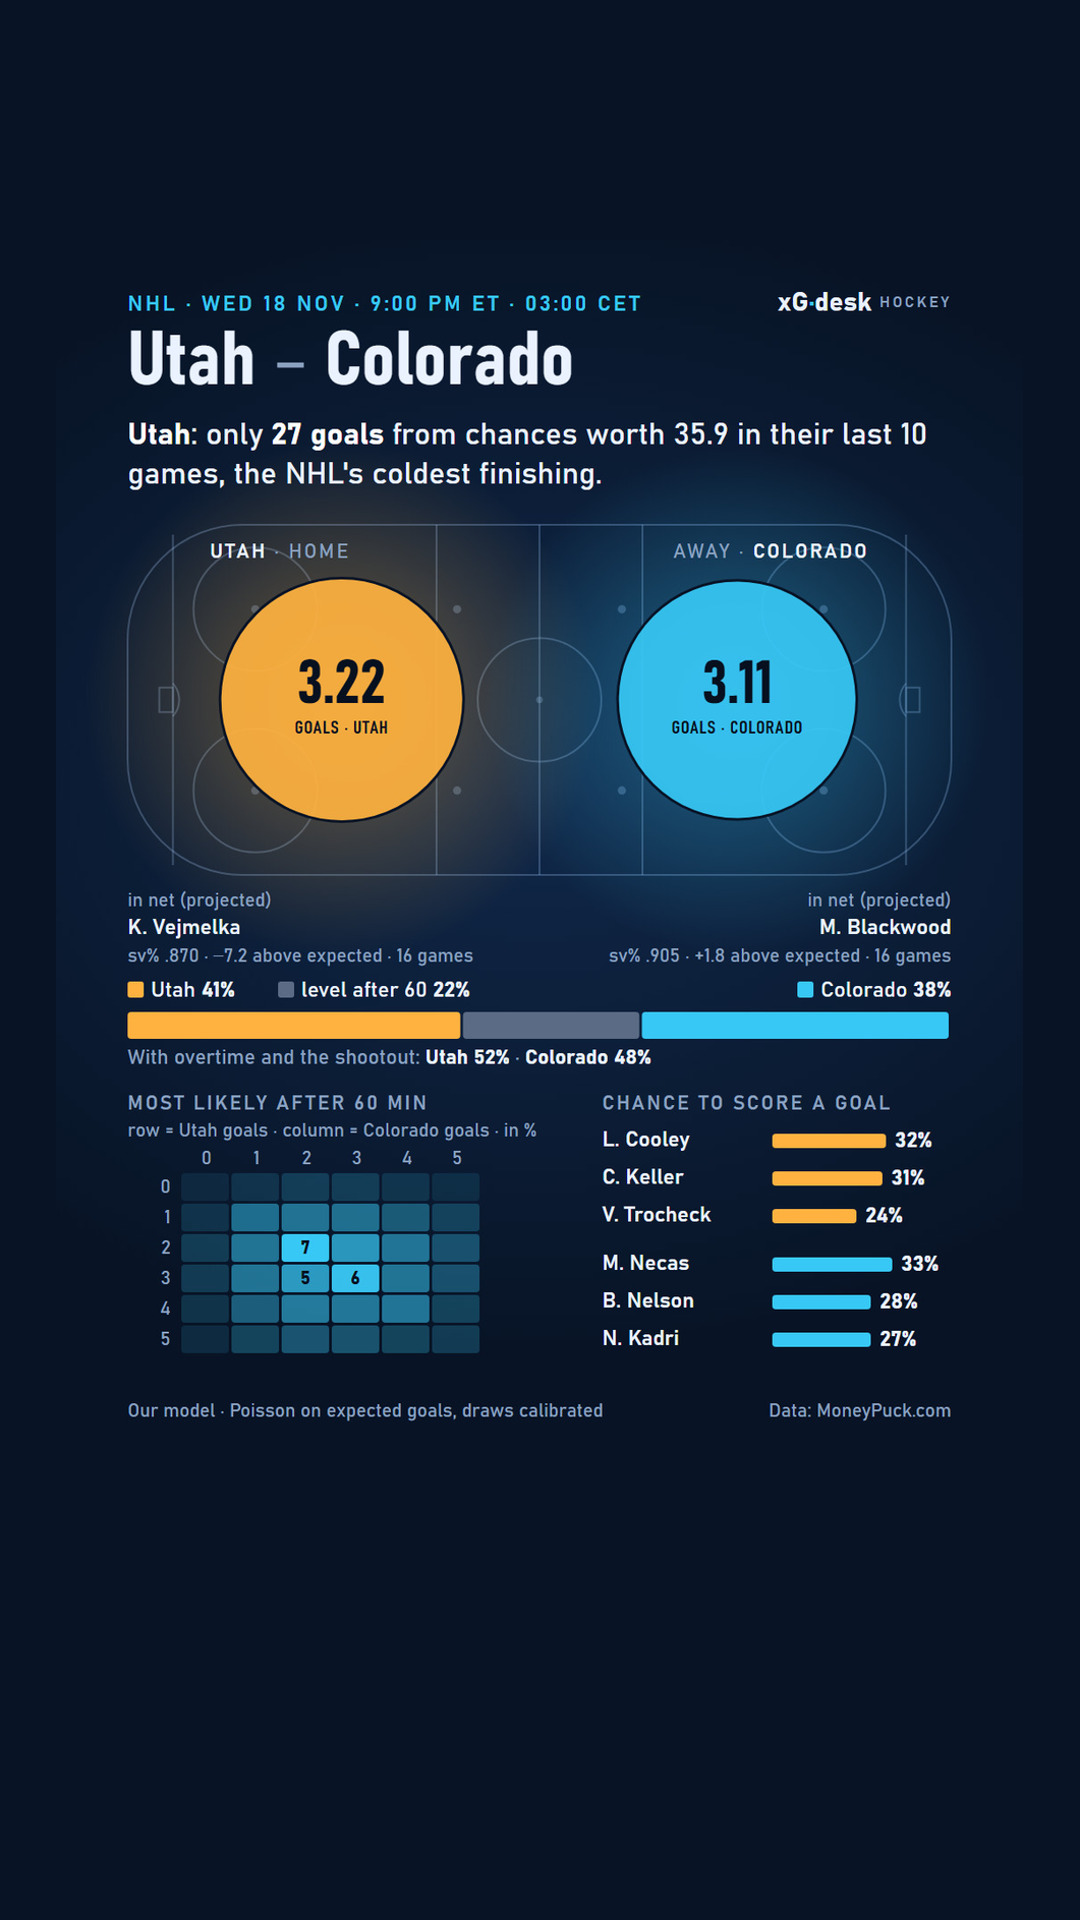 NHL · WED 18 NOV · 9:00 PM ET · 03:00 CET
xG·desk HOCKEY
Utah – Colorado
Utah: only 27 goals from chances worth 35.9 in their last 10
games, the NHL's coldest finishing.
UTAH · HOME
AWAY · COLORADO
3.22
GOALS · UTAH
3.11
GOALS · COLORADO
in net (projected)
K. Vejmelka
sv% .870 · −7.2 above expected · 16 games
in net (projected)
M. Blackwood
sv% .905 · +1.8 above expected · 16 games
Utah 41%
level after 60 22%
Colorado 38%
With overtime and the shootout: Utah 52% · Colorado 48%
MOST LIKELY AFTER 60 MIN
row = Utah goals · column = Colorado goals · in %
0 1 2 3 4 5
0
1
2 7
3 5 6
4
5
CHANCE TO SCORE A GOAL
L. Cooley 32%
C. Keller 31%
V. Trocheck 24%
M. Necas 33%
B. Nelson 28%
N. Kadri 27%
Our model · Poisson on expected goals, draws calibrated
Data: MoneyPuck.com